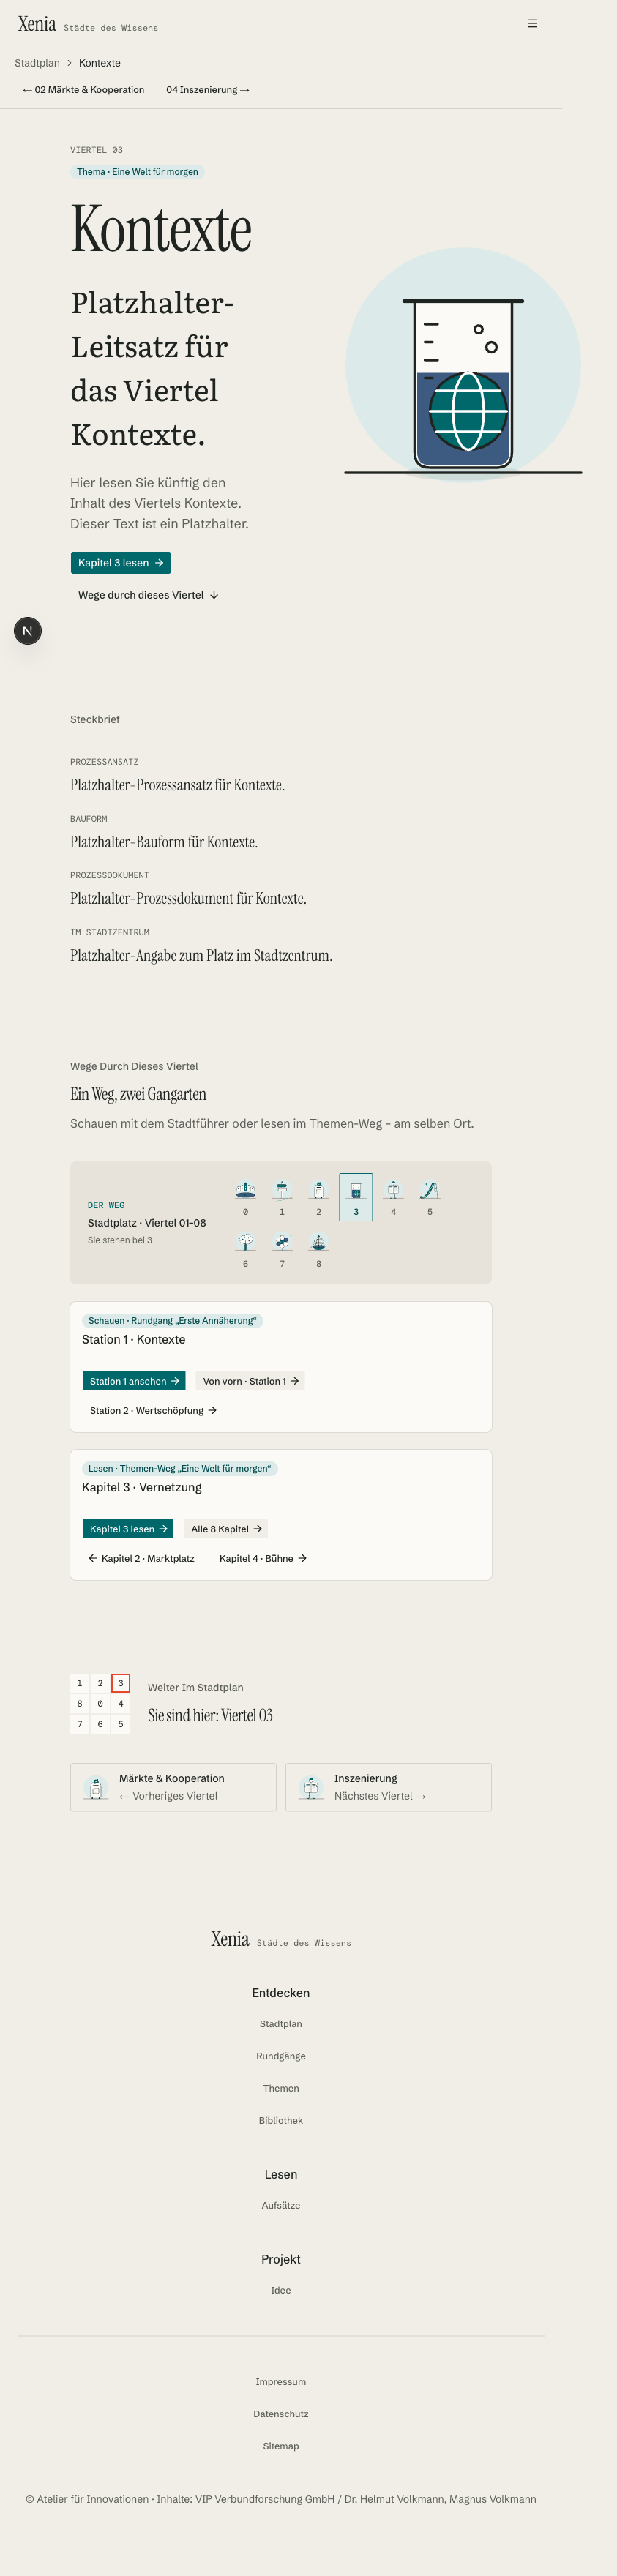 Xenia Städte des Wissens
☰
Stadtplan > Kontexte
← 02 Märkte & Kooperation 04 Inszenierung →
VIERTEL 03
Thema · Eine Welt für morgen
Kontexte
Platzhalter-
Leitsatz für
das Viertel
Kontexte.
Hier lesen Sie künftig den
Inhalt des Viertels Kontexte.
Dieser Text ist ein Platzhalter.
Kapitel 3 lesen →
Wege durch dieses Viertel ↓
N
Steckbrief
PROZESSANSATZ
Platzhalter-Prozessansatz für Kontexte.
BAUFORM
Platzhalter-Bauform für Kontexte.
PROZESSDOKUMENT
Platzhalter-Prozessdokument für Kontexte.
IM STADTZENTRUM
Platzhalter-Angabe zum Platz im Stadtzentrum.
Wege Durch Dieses Viertel
Ein Weg, zwei Gangarten
Schauen mit dem Stadtführer oder lesen im Themen-Weg – am selben Ort.
DER WEG
Stadtplatz · Viertel 01–08
Sie stehen bei 3
0 1 2 3 4 5
6 7 8
Schauen · Rundgang „Erste Annäherung“
Station 1 · Kontexte
Station 1 ansehen → Von vorn · Station 1 →
Station 2 · Wertschöpfung →
Lesen · Themen-Weg „Eine Welt für morgen“
Kapitel 3 · Vernetzung
Kapitel 3 lesen → Alle 8 Kapitel →
← Kapitel 2 · Marktplatz Kapitel 4 · Bühne →
1 2 3
8 0 4
7 6 5
Weiter Im Stadtplan
Sie sind hier: Viertel 03
Märkte & Kooperation
← Vorheriges Viertel
Inszenierung
Nächstes Viertel →
Xenia Städte des Wissens
Entdecken
Stadtplan
Rundgänge
Themen
Bibliothek
Lesen
Aufsätze
Projekt
Idee
Impressum
Datenschutz
Sitemap
© Atelier für Innovationen · Inhalte: VIP Verbundforschung GmbH / Dr. Helmut Volkmann, Magnus Volkmann